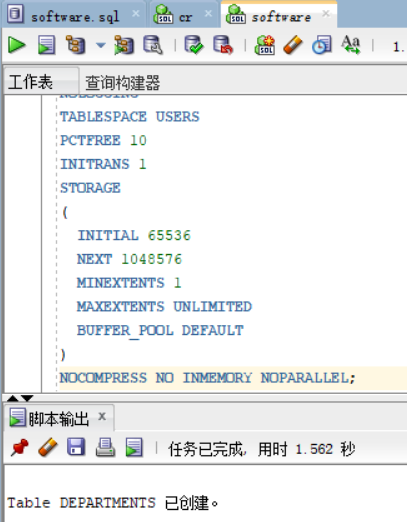 software.sql cr software
1.
工作表 查询构建器
TABLESPACE USERS
PCTFREE 10
INITRANS 1
STORAGE
(
INITIAL 65536
NEXT 1048576
MINEXTENTS 1
MAXEXTENTS UNLIMITED
BUFFER_POOL DEFAULT
)
NOCOMPRESS NO INMEMORY NOPARALLEL;
脚本输出
任务已完成, 用时 1.562 秒
Table DEPARTMENTS 已创建。